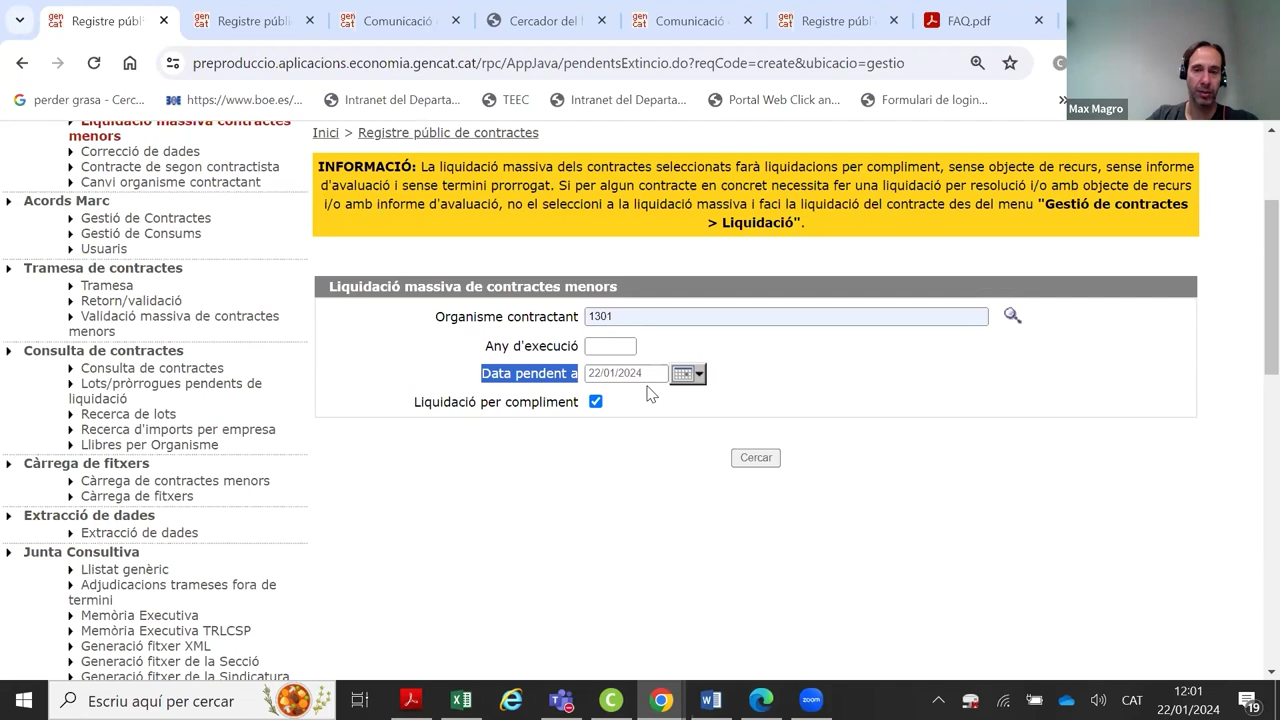 Registre públi
Registre públi
Comunicació
Cercador del
Comunicació
Registre públ
FAQ.pdf
preproduccio.aplicacions.economia.gencat.cat/rpc/AppJava/pendentsExtincio.do?reqCode=create&ubicacio=gestio
perder grasa - Cerc...
https://www.boe.es/...
Intranet del Departa...
TEEC
Intranet del Departa...
Portal Web Click an...
Formulari de login...
Max Magro
Liquidació massiva contractes
menors
Correcció de dades
Contracte de segon contractista
Canvi organisme contractant
Acords Marc
Gestió de Contractes
Gestió de Consums
Usuaris
Tramesa de contractes
Tramesa
Retorn/validació
Validació massiva de contractes
menors
Consulta de contractes
Consulta de contractes
Lots/pròrrogues pendents de
liquidació
Recerca de lots
Recerca d'imports per empresa
Llibres per Organisme
Càrrega de fitxers
Càrrega de contractes menors
Càrrega de fitxers
Extracció de dades
Extracció de dades
Junta Consultiva
Llistat genèric
Adjudicacions trameses fora de
termini
Memòria Executiva
Memòria Executiva TRLCSP
Generació fitxer XML
Generació fitxer de la Secció
Generació fitxer de la Sindicatura
Inici > Registre públic de contractes
INFORMACIÓ: La liquidació massiva dels contractes seleccionats farà liquidacions per compliment, sense objecte de recurs, sense informe
d'avaluació i sense termini prorrogat. Si per algun contracte en concret necessita fer una liquidació per resolució i/o amb objecte de recurs
i/o amb informe d'avaluació, no el seleccioni a la liquidació massiva i faci la liquidació del contracte des del menu "Gestió de contractes
> Liquidació".
Liquidació massiva de contractes menors
Organisme contractant 1301
Any d'execució
Data pendent a 22/01/2024
Liquidació per compliment
Cercar
Escriu aquí per cercar
CAT
12:01
22/01/2024
19